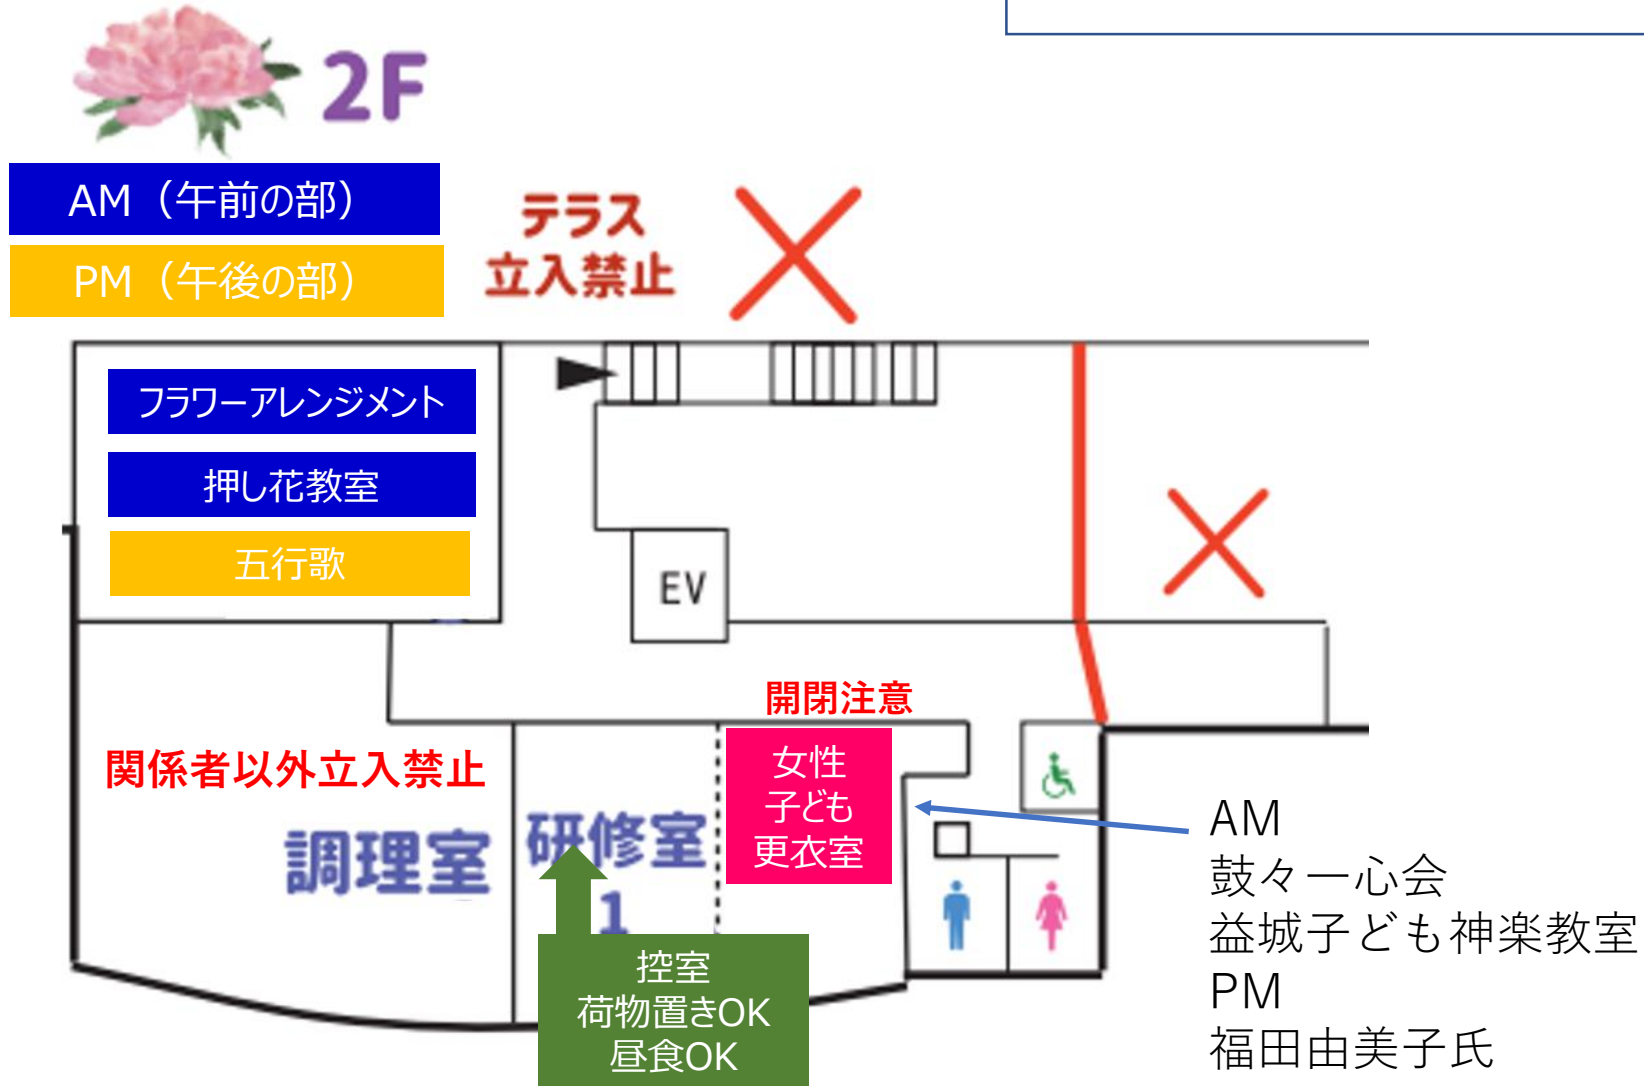 2F
AM（午前の部）
PM（午後の部）
テラス
立入禁止
フラワーアレンジメント
押し花教室
五行歌
EV
開閉注意
関係者以外立入禁止
調理室
研修室
1
女性
子ども
更衣室
控室
荷物置きOK
昼食OK
AM
鼓々一心会
益城子ども神楽教室
PM
福田由美子氏